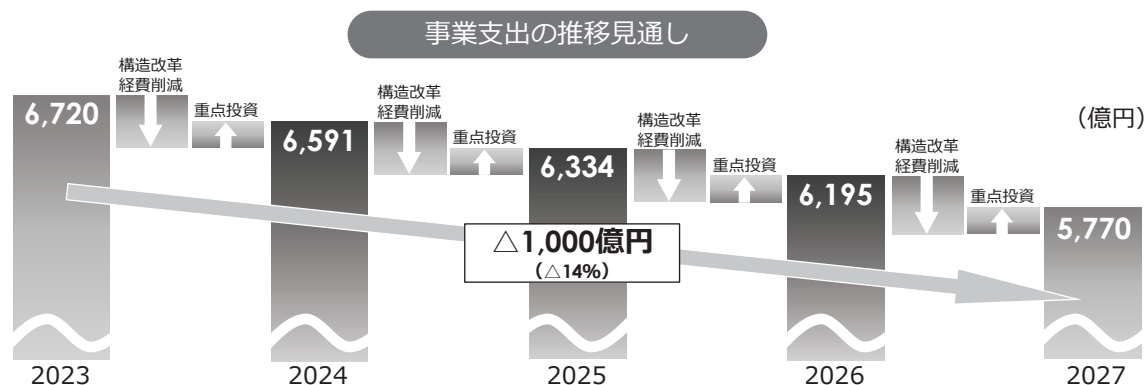 事業支出の推移見通し
(億円)
6,720
構造改革
経費削減
重点投資
6,591
構造改革
経費削減
重点投資
6,334
構造改革
経費削減
重点投資
6,195
構造改革
経費削減
重点投資
5,770
△1,000億円
(△14%)
2023
2024
2025
2026
2027